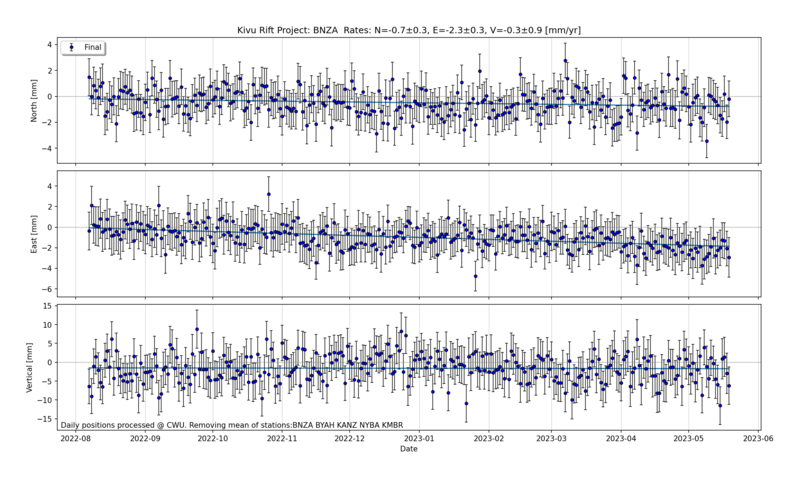 Kivu Rift Project: BNZA Rates: N=-0.7±0.3, E=-2.3±0.3, V=-0.3±0.9 [mm/yr]
Final
North [mm]
4
2
0
−2
−4
East [mm]
4
2
0
−2
−4
−6
Vertical [mm]
15
10
5
0
−5
−10
−15
Daily positions processed @ CWU. Removing mean of stations:BNZA BYAH KANZ NYBA KMBR
2022-08 2022-09 2022-10 2022-11 2022-12 2023-01 2023-02 2023-03 2023-04 2023-05 2023-06
Date